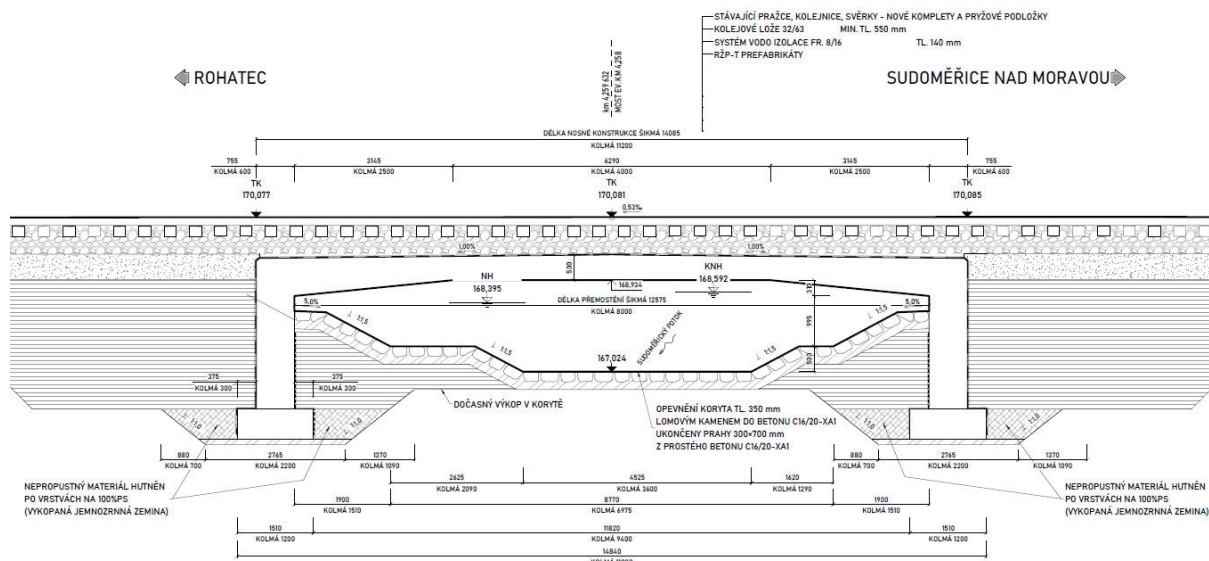 STÁVAJÍCÍ PRAŽCE, KOLEJNICE, SVĚRKY - NOVÉ KOMPLETY A PRYŽOVÉ PODLOŽKY
KOLEJOVÉ LOŽE 32/63 MIN. TL. 550 mm
SYSTÉM VODO IZOLACE FR. 8/16 TL. 140 mm
RŽP-T PREFABRIKÁTY
ROHATEC
km 4,259 632
MOST EV. KM 4,258
SUDOMĚŘICE NAD MORAVOU
DÉLKA NOSNÉ KONSTRUKCE ŠIKMÁ 14085
KOLMÁ 11200
755 3145 6290 3145 755
KOLMÁ 600 KOLMÁ 2500 KOLMÁ 4000 KOLMÁ 2500 KOLMÁ 600
TK TK TK
170,077 170,081 170,085
0,53‰
1,00% 1,00%
500
NH KNH
168,395 168,592
168,934
310
5,0% DÉLKA PŘEMOSTĚNÍ ŠIKMÁ 12575 5,0%
KOLMÁ 8000
995
1:1,5 1:1,5
SUDOMĚŘICKÝ POTOK
1:1,5 1:1,5
167,024
500
375 375
KOLMÁ 300 KOLMÁ 300
DOČASNÝ VÝKOP V KORYTĚ
OPEVNĚNÍ KORYTA TL. 350 mm
LOMOVÝM KAMENEM DO BETONU C16/20-XA1
UKONČENÝ PRAHY 300×700 mm
Z PROSTÉHO BETONU C16/20-XA1
1:1,0 1:1,0 1:1,0 1:1,0
880 2765 1370 880 2765 1370
KOLMÁ 700 KOLMÁ 2200 KOLMÁ 1090 KOLMÁ 700 KOLMÁ 2200 KOLMÁ 1090
2625 4525 1620
KOLMÁ 2090 KOLMÁ 3600 KOLMÁ 1290
NEPROPUSTNÝ MATERIÁL HUTNĚN
PO VRSTVÁCH NA 100%PS
(VYKOPANÁ JEMNOZRNNÁ ZEMINA)
NEPROPUSTNÝ MATERIÁL HUTNĚN
PO VRSTVÁCH NA 100%PS
(VYKOPANÁ JEMNOZRNNÁ ZEMINA)
1900 8770 1900
KOLMÁ 1510 KOLMÁ 6975 KOLMÁ 1510
1510 11820 1510
KOLMÁ 1200 KOLMÁ 9400 KOLMÁ 1200
14840